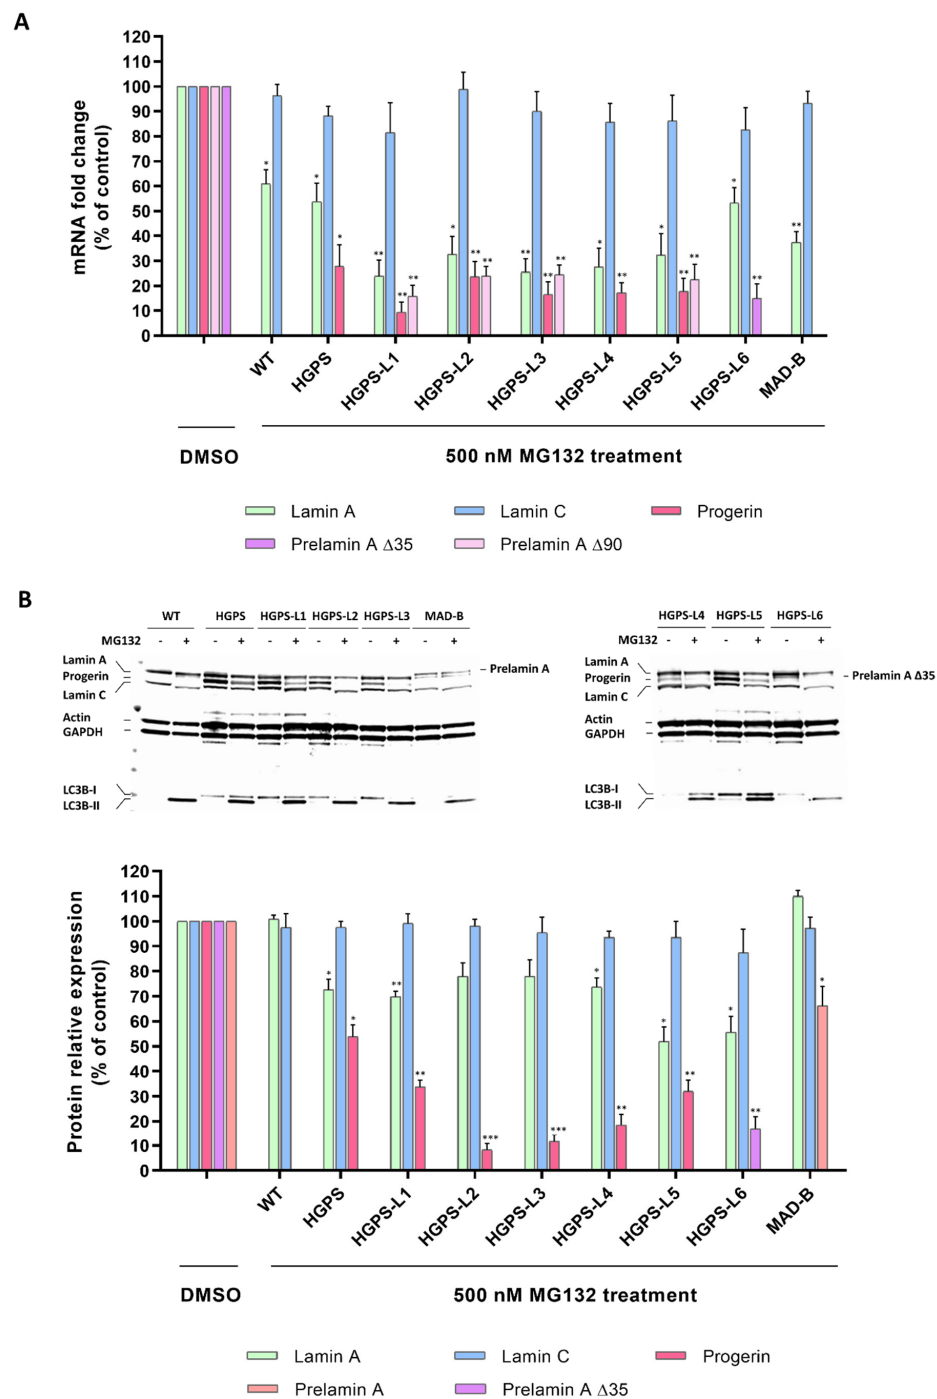 A
mRNA fold change
(% of control)
120
110
100
90
80
70
60
50
40
30
20
10
0
* * * * ** ** ** * ** ** ** ** ** * ** * ** ** * ** **
WT HGPS HGPS-L1 HGPS-L2 HGPS-L3 HGPS-L4 HGPS-L5 HGPS-L6 MAD-B
DMSO 500 nM MG132 treatment
Lamin A Lamin C Progerin
Prelamin A Δ35 Prelamin A Δ90
B
WT HGPS HGPS-L1 HGPS-L2 HGPS-L3 MAD-B
MG132 - + - + - + - + - + - +
Lamin A
Progerin
Lamin C
Prelamin A
Actin
GAPDH
LC3B-I
LC3B-II
HGPS-L4 HGPS-L5 HGPS-L6
MG132 - + - + - +
Lamin A
Progerin
Lamin C
Prelamin A Δ35
Actin
GAPDH
LC3B-I
LC3B-II
Protein relative expression
(% of control)
120
110
100
90
80
70
60
50
40
30
20
10
0
* * ** ** *** *** * ** * ** * ** *
WT HGPS HGPS-L1 HGPS-L2 HGPS-L3 HGPS-L4 HGPS-L5 HGPS-L6 MAD-B
DMSO 500 nM MG132 treatment
Lamin A Lamin C Progerin
Prelamin A Prelamin A Δ35